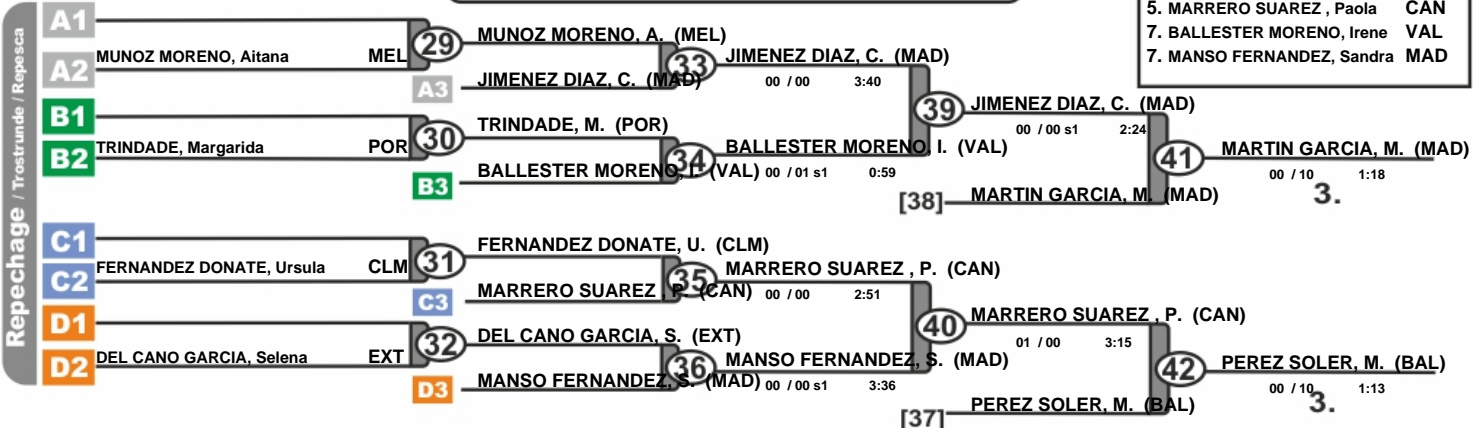 5. MARRERO SUAREZ , Paola CAN
7. BALLESTER MORENO, Irene VAL
7. MANSO FERNANDEZ, Sandra MAD
Repechage / Trostrunde / Repesca
A1
MUNOZ MORENO, Aitana MEL
A2
29
MUNOZ MORENO, A. (MEL)
A3
JIMENEZ DIAZ, C. (MAD)
33
JIMENEZ DIAZ, C. (MAD)
00 / 00 3:40
B1
TRINDADE, Margarida POR
B2
30
TRINDADE, M. (POR)
B3
BALLESTER MORENO, I. (VAL)
34
BALLESTER MORENO, I. (VAL)
00 / 01 s1 0:59
39
JIMENEZ DIAZ, C. (MAD)
00 / 00 s1 2:24
[38]
MARTIN GARCIA, M. (MAD)
41
MARTIN GARCIA, M. (MAD)
00 / 10 1:18
3.
C1
FERNANDEZ DONATE, Ursula CLM
C2
31
FERNANDEZ DONATE, U. (CLM)
C3
MARRERO SUAREZ , P. (CAN)
35
MARRERO SUAREZ , P. (CAN)
00 / 00 2:51
D1
DEL CANO GARCIA, Selena EXT
D2
32
DEL CANO GARCIA, S. (EXT)
D3
MANSO FERNANDEZ, S. (MAD)
36
MANSO FERNANDEZ, S. (MAD)
00 / 00 s1 3:36
40
MARRERO SUAREZ , P. (CAN)
01 / 00 3:15
[37]
PEREZ SOLER, M. (BAL)
42
PEREZ SOLER, M. (BAL)
00 / 10 1:13
3.